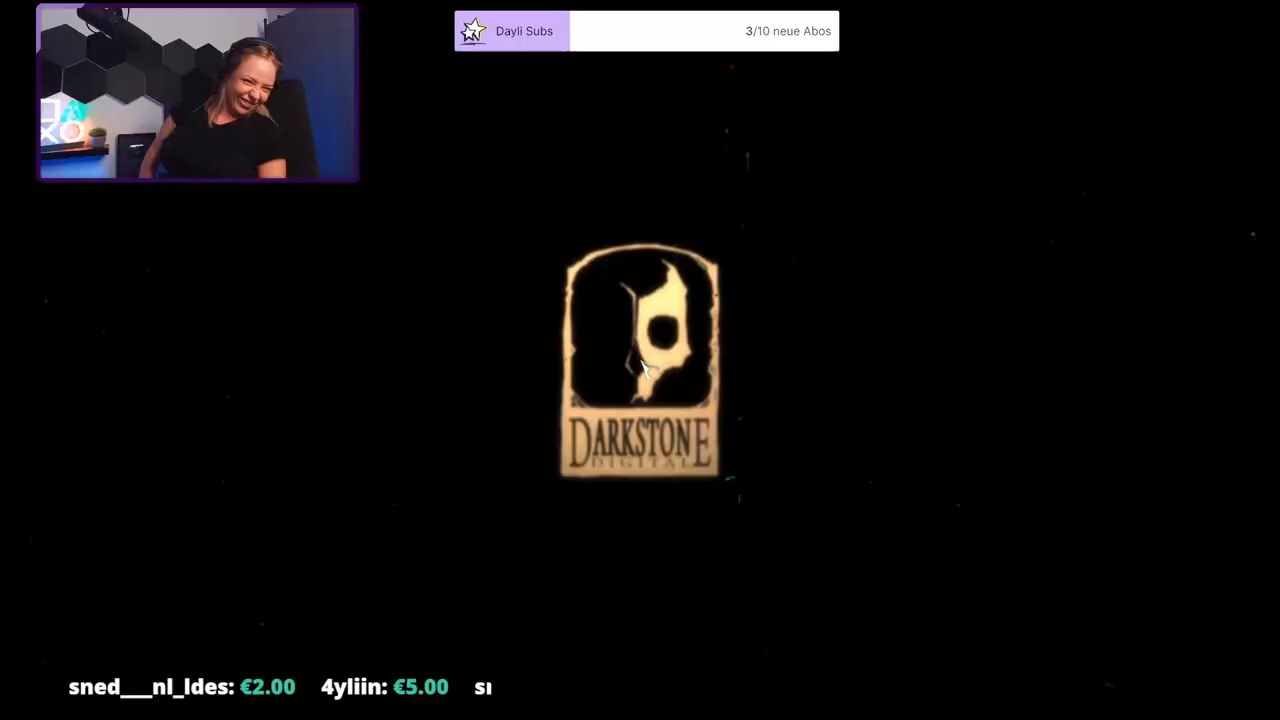 Dayli Subs 3/10 neue Abos
DARKSTONE
DIGITAL
sned___nl_ldes: €2.00 4yliin: €5.00